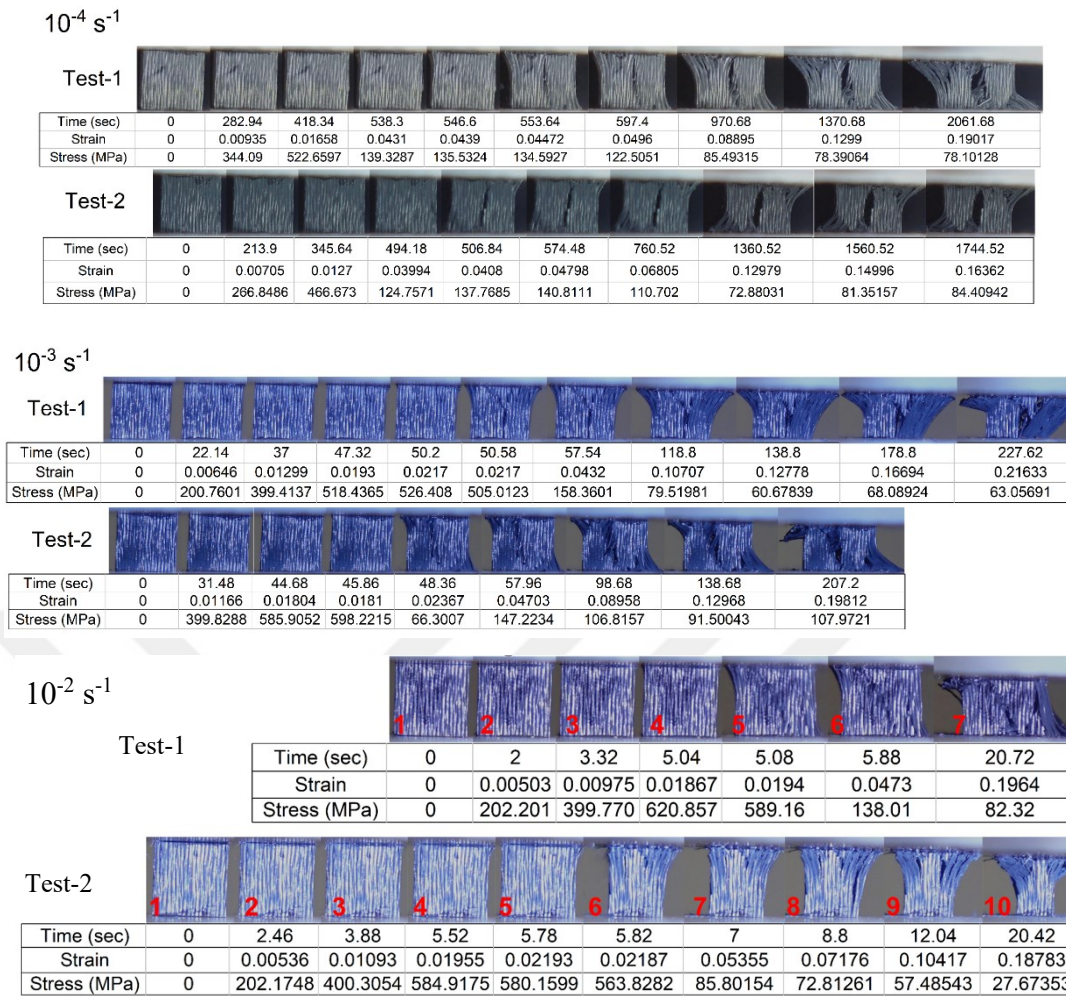 10-4 s-1
Test-1
Time (sec) 0 282.94 418.34 538.3 546.6 553.64 597.4 970.68 1370.68 2061.68
Strain 0 0.00935 0.01658 0.0431 0.0439 0.04472 0.0496 0.08895 0.1299 0.19017
Stress (MPa) 0 344.09 522.6597 139.3287 135.5324 134.5927 122.5051 85.49315 78.39064 78.10128
Test-2
Time (sec) 0 213.9 345.64 494.18 506.84 574.48 760.52 1360.52 1560.52 1744.52
Strain 0 0.00705 0.0127 0.03994 0.0408 0.04798 0.06805 0.12979 0.14996 0.16362
Stress (MPa) 0 266.8486 466.673 124.7571 137.7685 140.8111 110.702 72.88031 81.35157 84.40942
10-3 s-1
Test-1
Time (sec) 0 22.14 37 47.32 50.2 50.58 57.54 118.8 138.8 178.8 227.62
Strain 0 0.00646 0.01299 0.0193 0.0217 0.0217 0.0432 0.10707 0.12778 0.16694 0.21633
Stress (MPa) 0 200.7601 399.4137 518.4365 526.408 505.0123 158.3601 79.51981 60.67839 68.08924 63.05691
Test-2
Time (sec) 0 31.48 44.68 45.86 48.36 57.96 98.68 138.68 207.2
Strain 0 0.01166 0.01804 0.0181 0.02367 0.04703 0.08958 0.12968 0.19812
Stress (MPa) 0 399.8288 585.9052 598.2215 66.3007 147.2234 106.8157 91.50043 107.9721
10-2 s-1
1 2 3 4 5 6 7
Test-1
Time (sec) 0 2 3.32 5.04 5.08 5.88 20.72
Strain 0 0.00503 0.00975 0.01867 0.0194 0.0473 0.1964
Stress (MPa) 0 202.201 399.770 620.857 589.16 138.01 82.32
Test-2
1 2 3 4 5 6 7 8 9 10
Time (sec) 0 2.46 3.88 5.52 5.78 5.82 7 8.8 12.04 20.42
Strain 0 0.00536 0.01093 0.01955 0.02193 0.02187 0.05355 0.07176 0.10417 0.18783
Stress (MPa) 0 202.1748 400.3054 584.9175 580.1599 563.8282 85.80154 72.81261 57.48543 27.67353